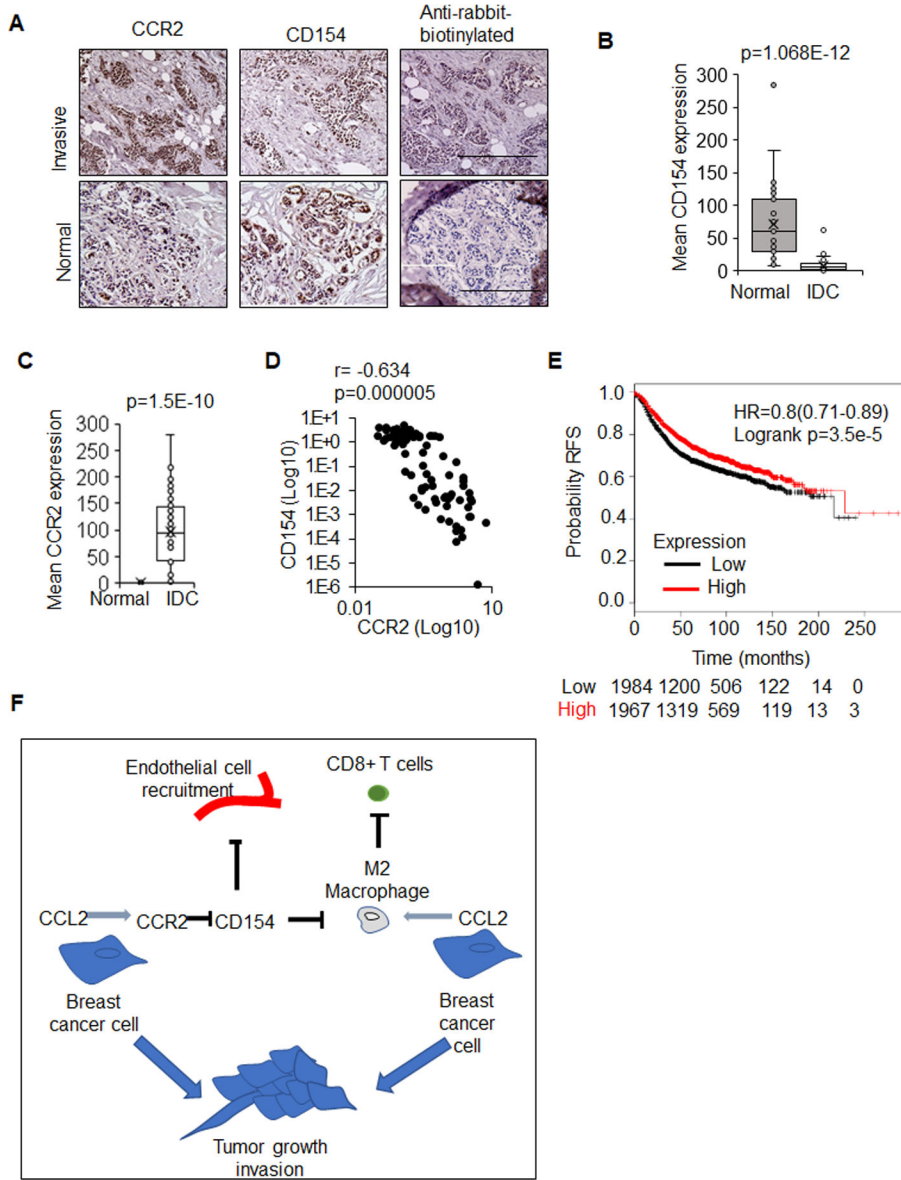 A
CCR2
CD154
Anti-rabbit-
biotinylated
Invasive
Normal
B
p=1.068E-12
Mean CD154 expression
300
250
200
150
100
50
0
Normal IDC
C
p=1.5E-10
Mean CCR2 expression
300
250
200
150
100
50
0
Normal IDC
D
r= -0.634
p=0.000005
CD154 (Log10)
1E+1
1E+0
1E-1
1E-2
1E-3
1E-4
1E-5
1E-6
0.01 10
CCR2 (Log10)
E
Probability RFS
1.0
0.8
0.6
0.4
0.2
0.0
HR=0.8(0.71-0.89)
Logrank p=3.5e-5
Expression
Low
High
0 50 100 150 200 250
Time (months)
Low 1984 1200 506 122 14 0
High 1967 1319 569 119 13 3
F
Endothelial cell
recruitment
CD8+ T cells
M2
Macrophage
CCL2 CCR2 CD154 CCL2
Breast
cancer cell
Breast
cancer
cell
Tumor growth
invasion